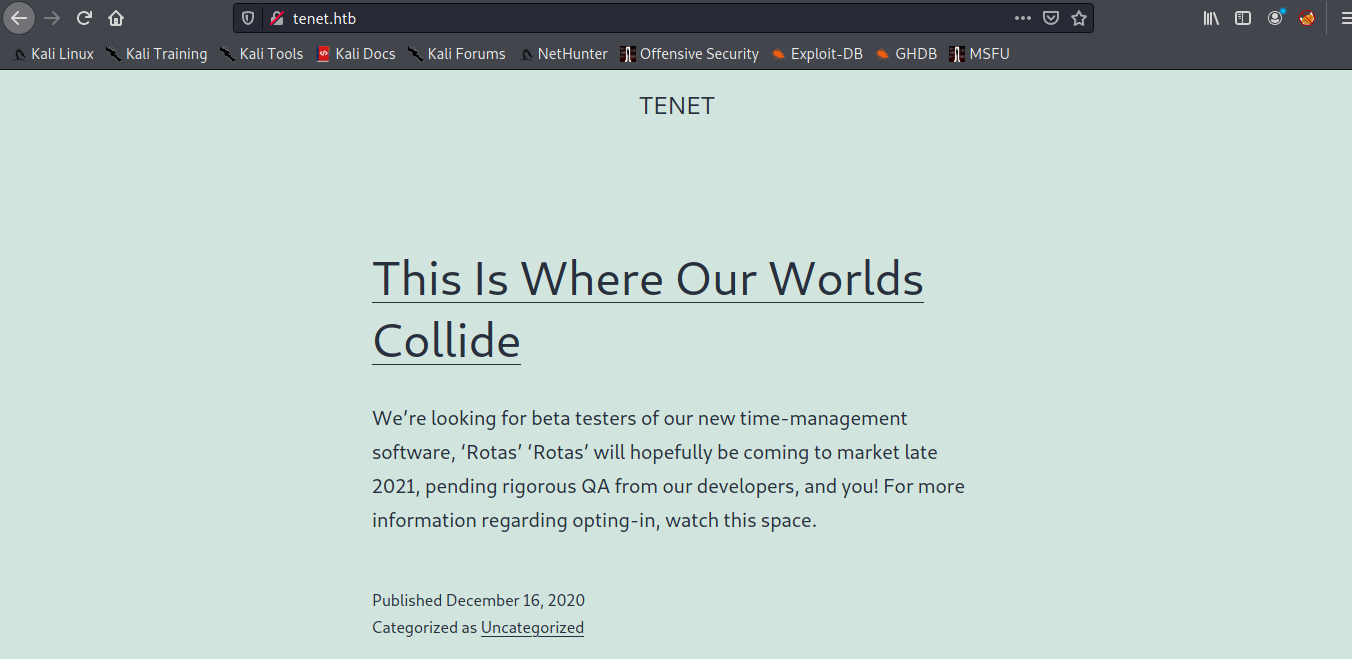 tenet.htb
Kali Linux Kali Training Kali Tools Kali Docs Kali Forums NetHunter Offensive Security Exploit-DB GHDB MSFU
TENET
This Is Where Our Worlds
Collide
We’re looking for beta testers of our new time-management
software, ‘Rotas’ ‘Rotas’ will hopefully be coming to market late
2021, pending rigorous QA from our developers, and you! For more
information regarding opting-in, watch this space.
Published December 16, 2020
Categorized as Uncategorized